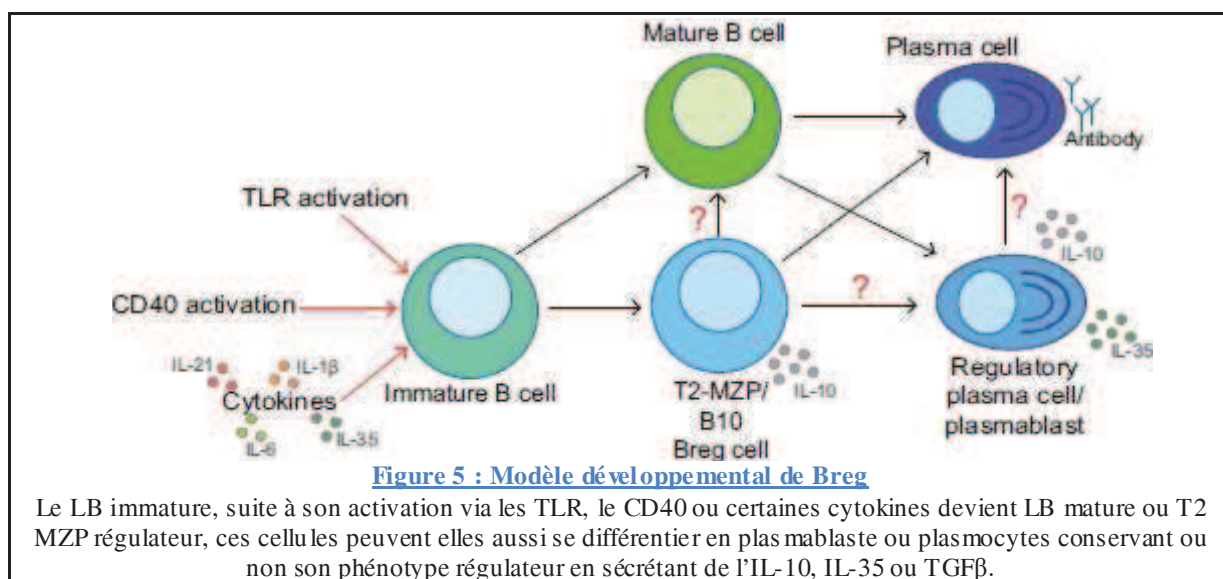 Mature B cell
Plasma cell
Antibody
TLR activation
?
?
IL-10
CD40 activation
?
IL-21
IL-1β
Cytokines
IL-6
IL-35
Immature B cell
T2-MZP/
B10
Breg cell
IL-10
Regulatory
plasma cell/
plasmablast
IL-35
Figure 5 : Modèle développemental de Breg
Le LB immature, suite à son activation via les TLR, le CD40 ou certaines cytokines devient LB mature ou T2
MZP régulateur, ces cellules peuvent elles aussi se différentier en plasmablaste ou plasmocytes conservant ou
non son phénotype régulateur en sécrétant de l'IL-10, IL-35 ou TGFβ.